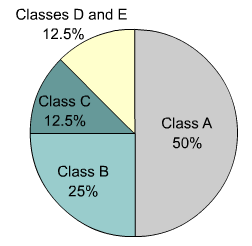 Classes D and E
12.5%
Class C
12.5%
Class A
50%
Class B
25%